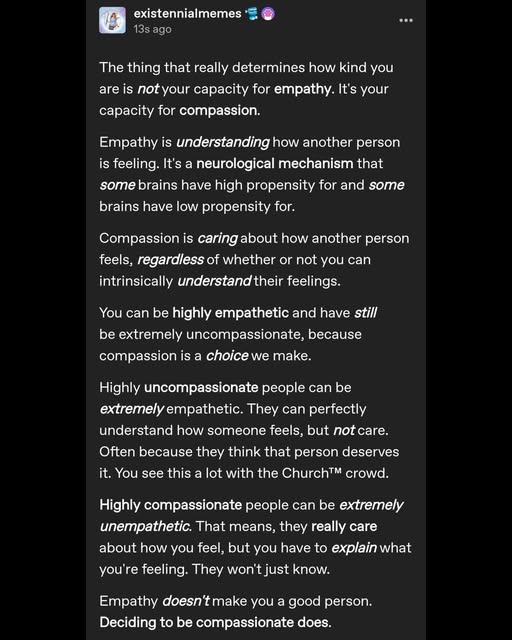 existennialmemes
13s ago
The thing that really determines how kind you
are is not your capacity for empathy. It's your
capacity for compassion.
Empathy is understanding how another person
is feeling. It's a neurological mechanism that
some brains have high propensity for and some
brains have low propensity for.
Compassion is caring about how another person
feels, regardless of whether or not you can
intrinsically understand their feelings.
You can be highly empathetic and have still
be extremely uncompassionate, because
compassion is a choice we make.
Highly uncompassionate people can be
extremely empathetic. They can perfectly
understand how someone feels, but not care.
Often because they think that person deserves
it. You see this a lot with the Church™ crowd.
Highly compassionate people can be extremely
unempathetic. That means, they really care
about how you feel, but you have to explain what
you're feeling. They won't just know.
Empathy doesn't make you a good person.
Deciding to be compassionate does.